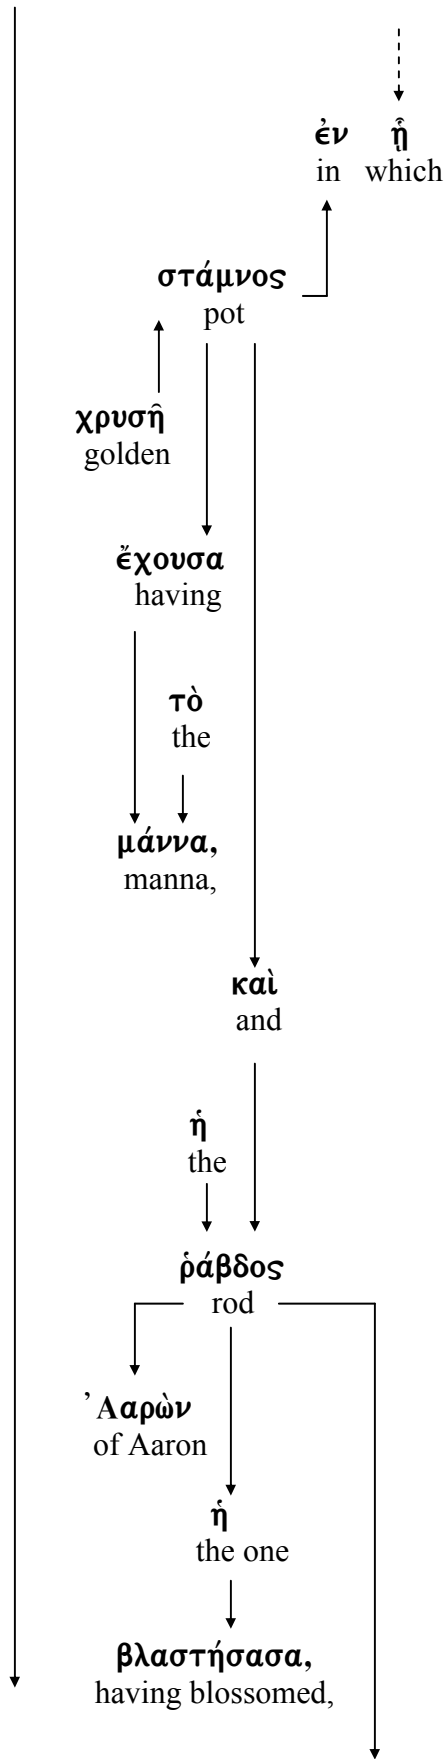 ἐν ᾗ
in which
στάμνος
pot
χρυσῆ
golden
ἔχουσα
having
τὸ
the
μάννα,
manna,
καὶ
and
ἡ
the
ῥάβδος
rod
Ἀαρὼν
of Aaron
ἡ
the one
βλαστήσασα,
having blossomed,